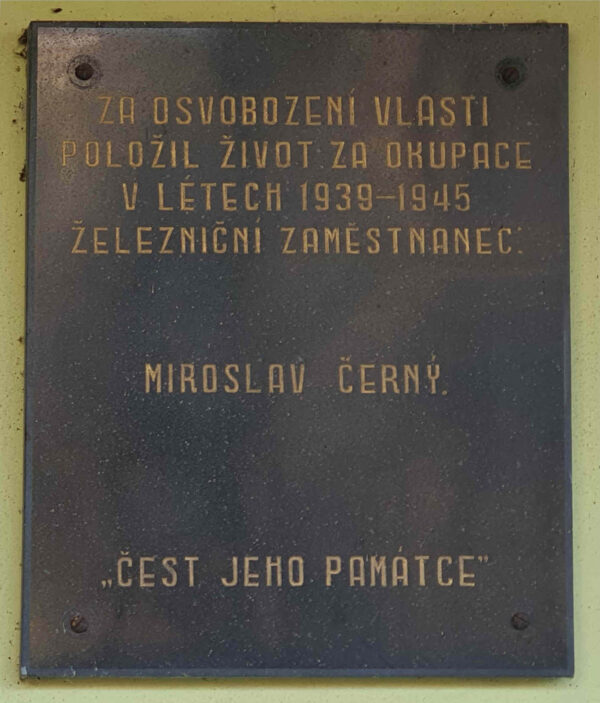 ZA OSVOBOZENÍ VLASTI
POLOŽIL ŽIVOT ZA OKUPACE
V LÉTECH 1939–1945
ŽELEZNIČNÍ ZAMĚSTNANEC:
MIROSLAV ČERNÝ.
„ČEST JEHO PAMÁTCE"